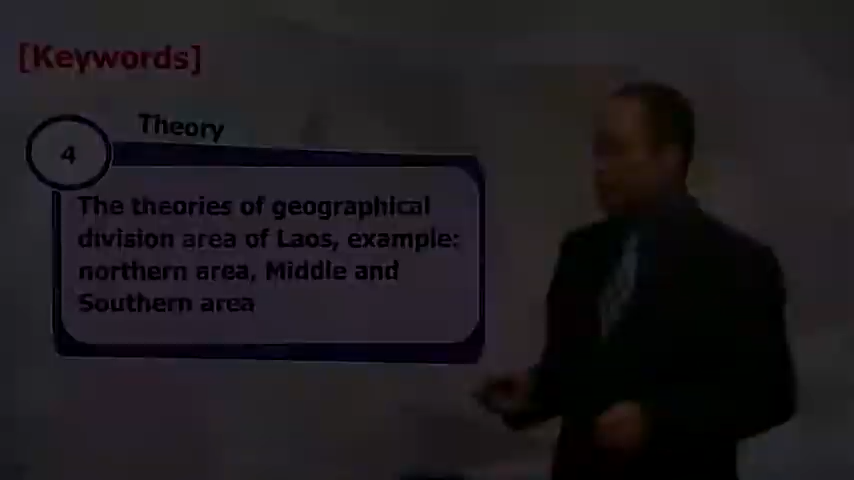 [Keywords]
4
Theory
The theories of geographical
division area of Laos, example:
northern area, Middle and
Southern area